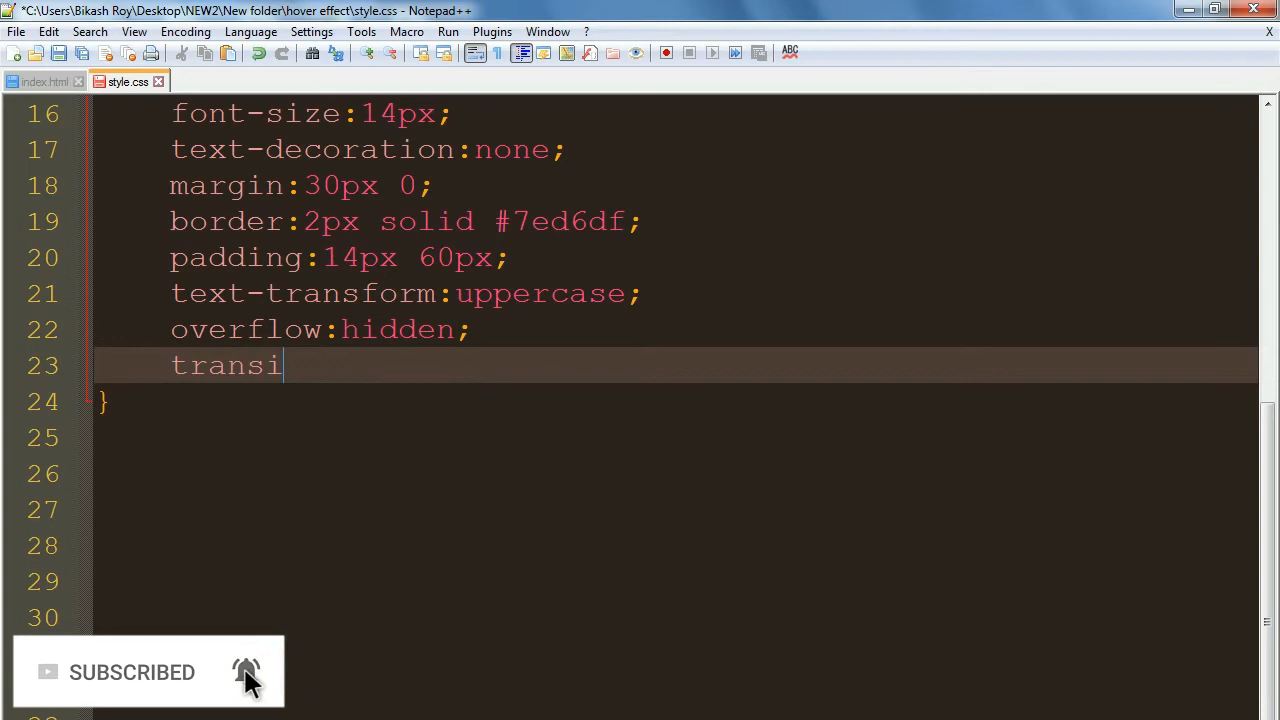 *C:\Users\Bikash Roy\Desktop\NEW2\New folder\hover effect\style.css - Notepad++
File Edit Search View Encoding Language Settings Tools Macro Run Plugins Window ? X
ABC
index.html style.css
16 font-size:14px;
17 text-decoration:none;
18 margin:30px 0;
19 border:2px solid #7ed6df;
20 padding:14px 60px;
21 text-transform:uppercase;
22 overflow:hidden;
23 transi
24 }
25
26
27
28
29
30
SUBSCRIBED